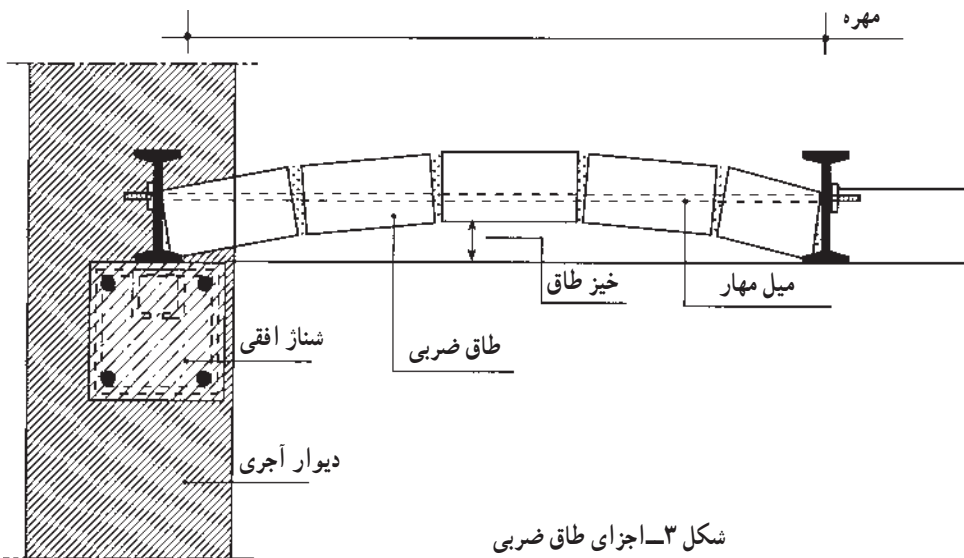 مهره
خیز طاق
میل مهار
شناژ افقی
طاق ضربی
دیوار آجری
شکل ۳ــ اجزای طاق ضربی